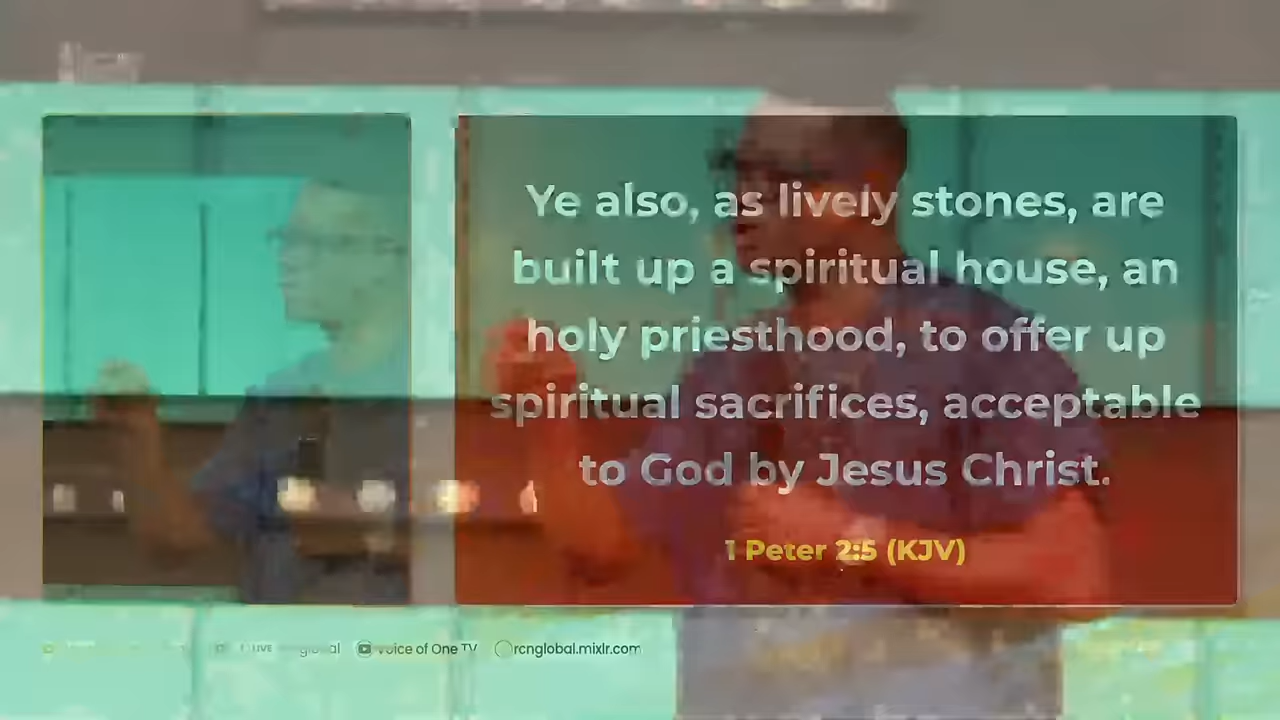 Ye also, as lively stones, are
built up a spiritual house, an
holy priesthood, to offer up
spiritual sacrifices, acceptable
to God by Jesus Christ.
1 Peter 2:5 (KJV)
LIVE Voice of One TV rcnglobal.mixlr.com